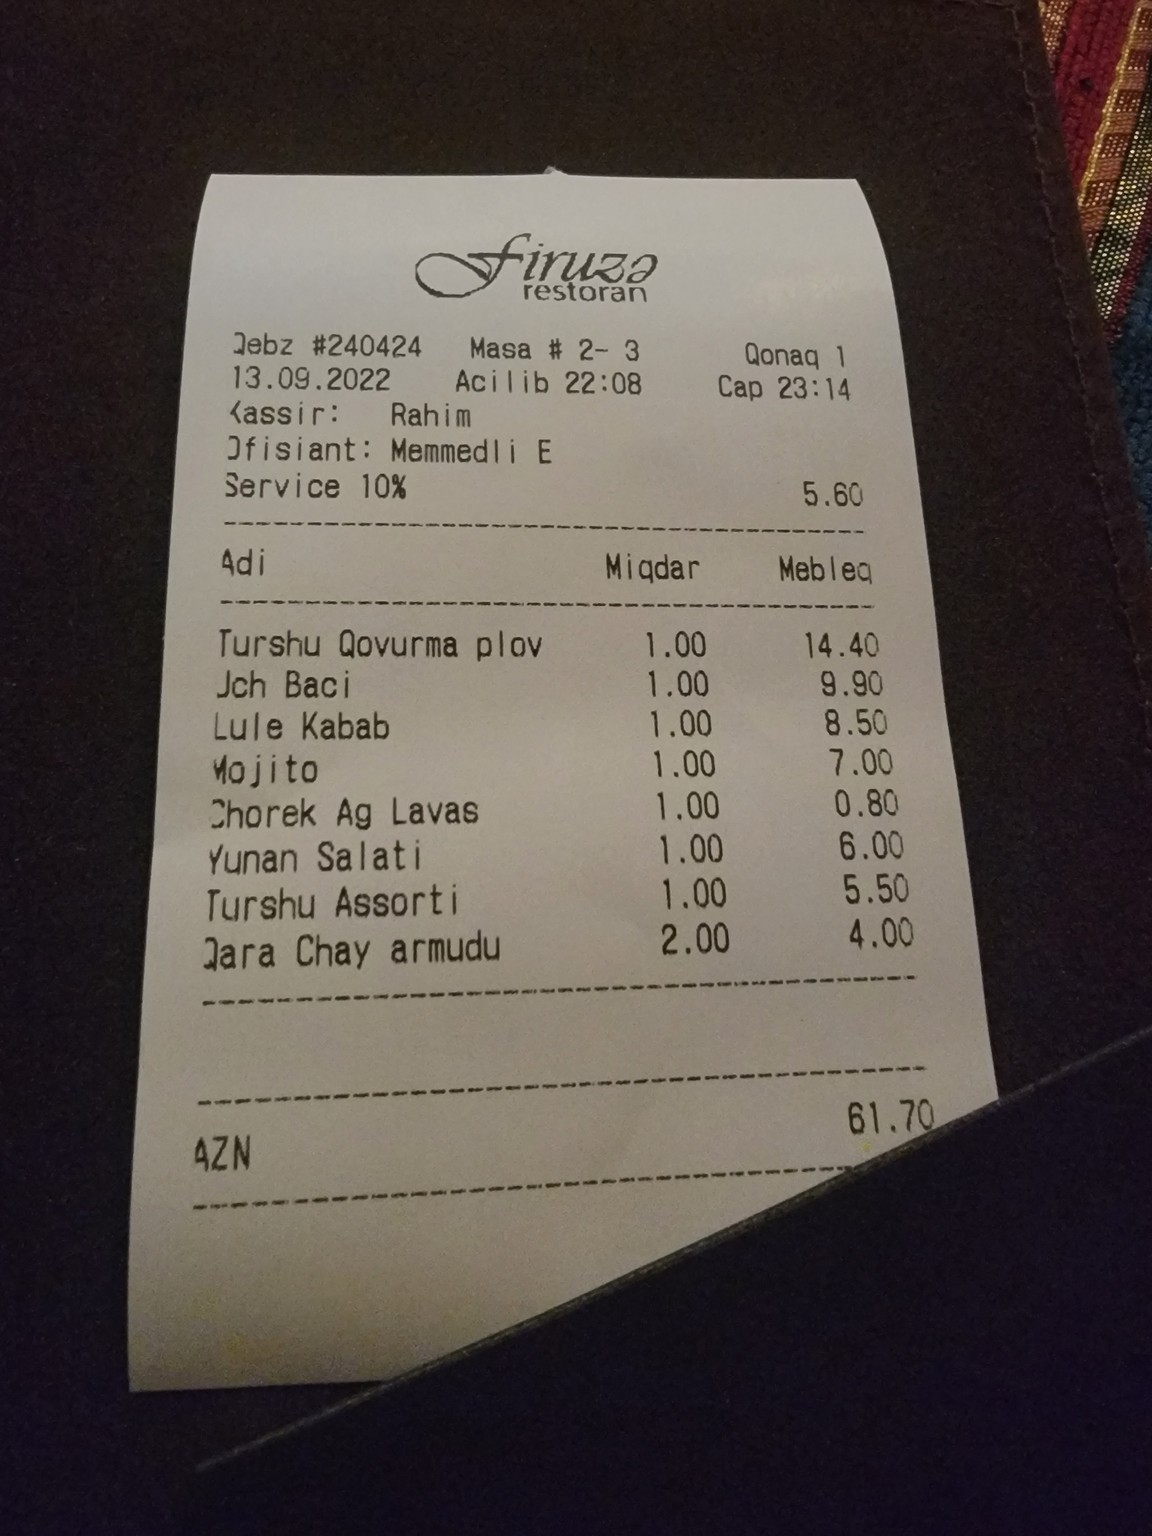 Firuzə
restoran
Qebz #240424 Masa # 2- 3 Qonaq 1
13.09.2022 Acilib 22:08 Cap 23:14
Kassir: Rahim
Ofisiant: Memmedli E
Service 10% 5.60
Adi Miqdar Mebleq
Turshu Qovurma plov 1.00 14.40
Uch Baci 1.00 9.90
Lule Kabab 1.00 8.50
Mojito 1.00 7.00
Chorek Ag Lavas 1.00 0.80
Yunan Salati 1.00 6.00
Turshu Assorti 1.00 5.50
Qara Chay armudu 2.00 4.00
AZN 61.70